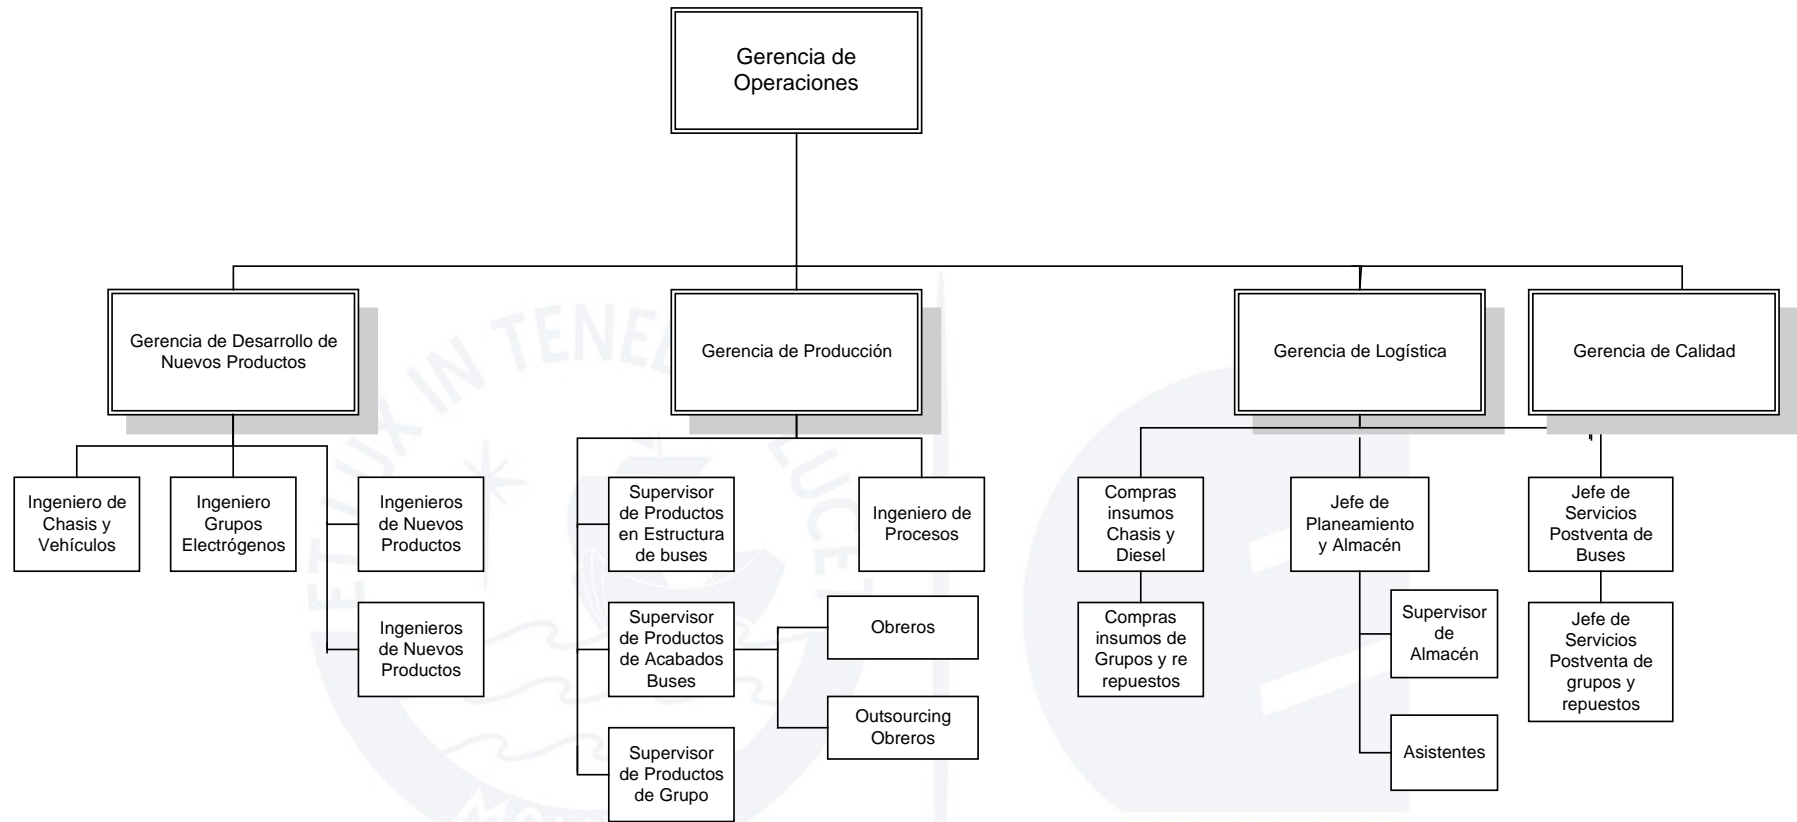 Gerencia de
Operaciones
Gerencia de Desarrollo de
Nuevos Productos
Gerencia de Producción
Gerencia de Logística
Gerencia de Calidad
Ingeniero de
Chasis y
Vehículos
Ingeniero
Grupos
Electrógenos
Ingenieros
de Nuevos
Productos
Ingenieros
de Nuevos
Productos
Supervisor
de Productos
en Estructura
de buses
Supervisor
de Productos
de Acabados
Buses
Supervisor
de Productos
de Grupo
Ingeniero de
Procesos
Obreros
Outsourcing
Obreros
Compras
insumos
Chasis y
Diesel
Compras
insumos de
Grupos y re
repuestos
Jefe de
Planeamiento
y Almacén
Supervisor
de
Almacén
Asistentes
Jefe de
Servicios
Postventa de
Buses
Jefe de
Servicios
Postventa de
grupos y
repuestos
ET LUX IN